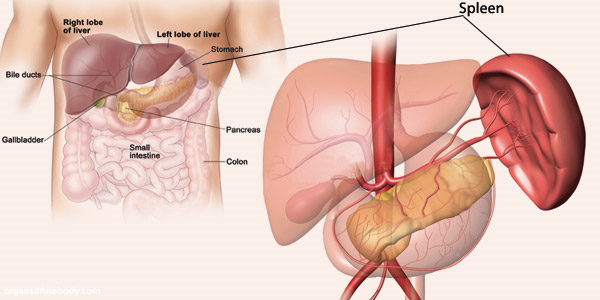 Spleen
Right lobe
of liver
Left lobe of liver
Stomach
Bile ducts
Gallbladder
Pancreas
Small
intestine
Colon
organsofthebody.com